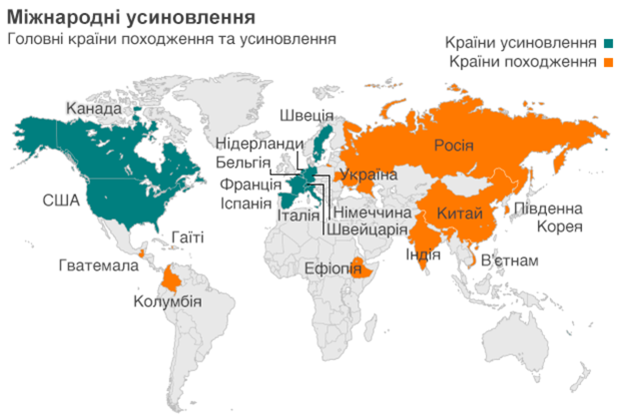 Міжнародні усиновлення
Головні країни походження та усиновлення
Країни усиновлення
Країни походження
Канада
Швеція
Нідерланди
Росія
Бельгія
Україна
Франція
США
Іспанія
Італія
Німеччина
Китай
Південна
Корея
Швейцарія
Гаїті
Гватемала
Ефіопія
Індія
В'єтнам
Колумбія